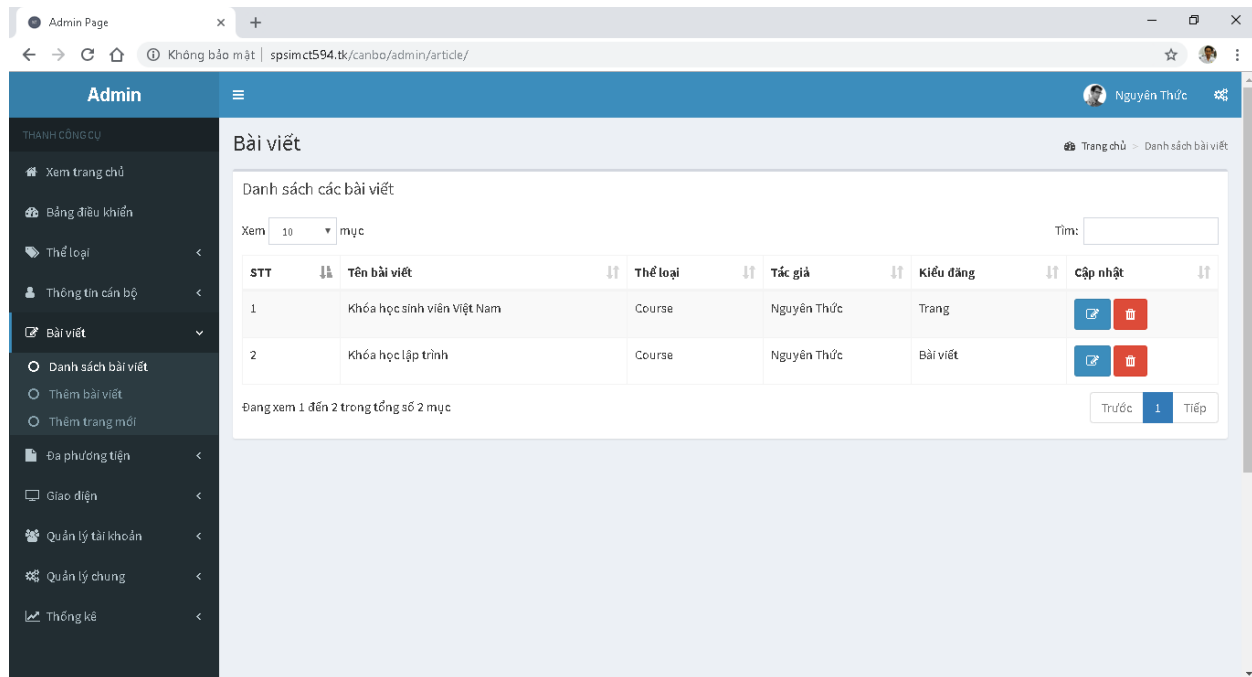 Admin Page
Không bảo mật | spsimct594.tk/canbo/admin/article/
Admin
Nguyên Thức
THANH CÔNG CỤ
Xem trang chủ
Bảng điều khiển
Thể loại
Thông tin cán bộ
Bài viết
Danh sách bài viết
Thêm bài viết
Thêm trang mới
Đa phương tiện
Giao diện
Quản lý tài khoản
Quản lý chung
Thống kê
Bài viết
Trang chủ > Danh sách bài viết
Danh sách các bài viết
Xem 10 mục
Tìm:
STT Tên bài viết Thể loại Tác giả Kiểu đăng Cập nhật
1 Khóa học sinh viên Việt Nam Course Nguyên Thức Trang
2 Khóa học lập trình Course Nguyên Thức Bài viết
Đang xem 1 đến 2 trong tổng số 2 mục
Trước 1 Tiếp